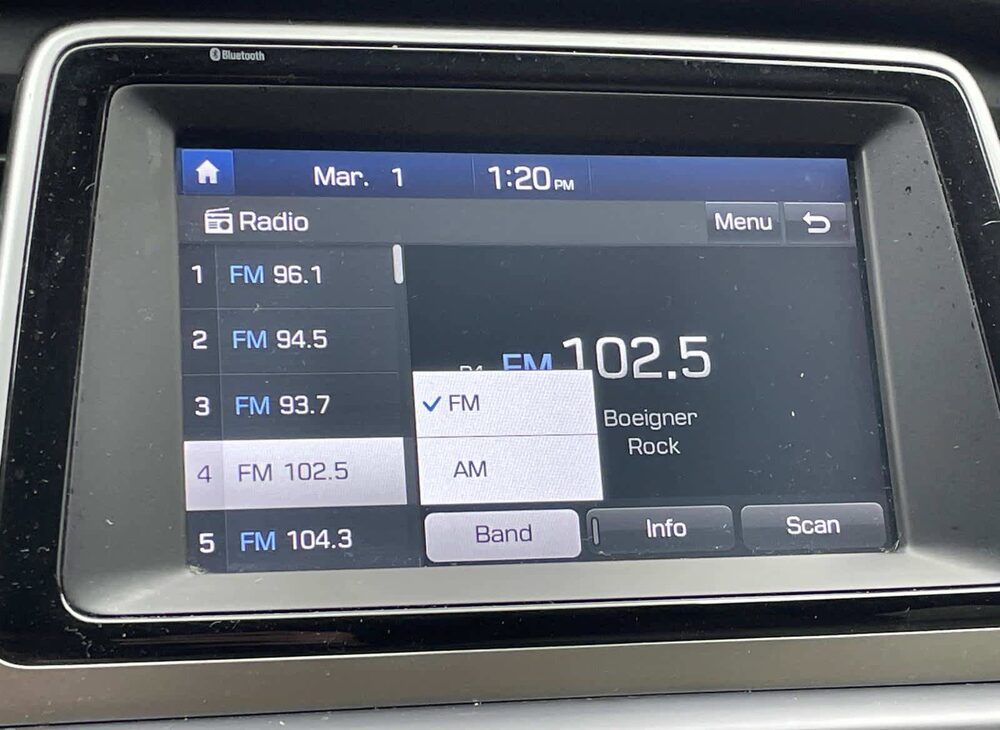 Bluetooth
Mar. 1 1:20 PM
Radio Menu
1 FM 96.1
2 FM 94.5
3 FM 93.7
4 FM 102.5
5 FM 104.3
FM 102.5
Boeigner
Rock
FM
AM
Band Info Scan